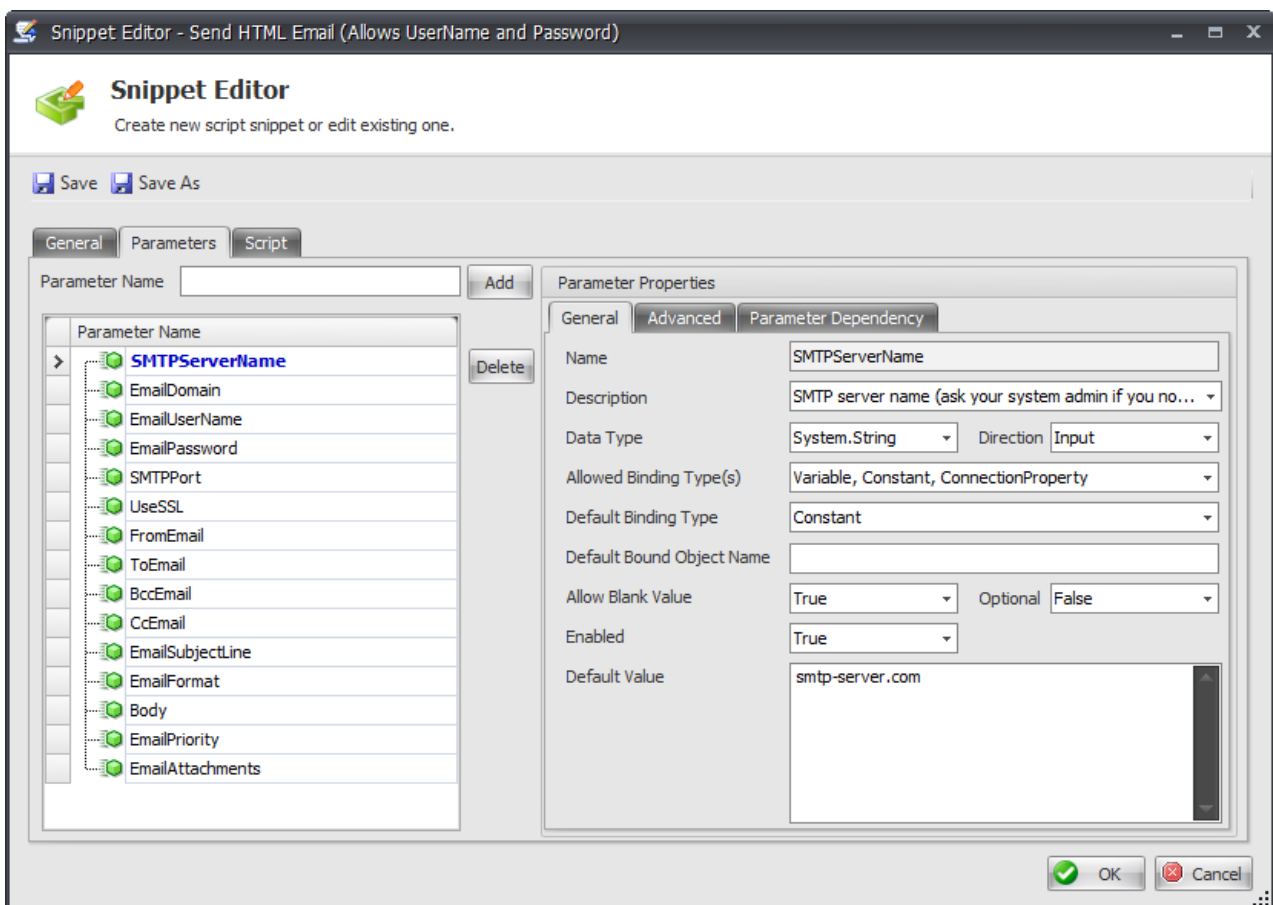 Snippet Editor - Send HTML Email (Allows UserName and Password)
Snippet Editor
Create new script snippet or edit existing one.
Save Save As
General Parameters Script
Parameter Name Add
Parameter Name
SMTPServerName
EmailDomain
EmailUserName
EmailPassword
SMTPPort
UseSSL
FromEmail
ToEmail
BccEmail
CcEmail
EmailSubjectLine
EmailFormat
Body
EmailPriority
EmailAttachments
Delete
Parameter Properties
General Advanced Parameter Dependency
Name SMTPServerName
Description SMTP server name (ask your system admin if you no...
Data Type System.String Direction Input
Allowed Binding Type(s) Variable, Constant, ConnectionProperty
Default Binding Type Constant
Default Bound Object Name
Allow Blank Value True Optional False
Enabled True
Default Value smtp-server.com
OK Cancel